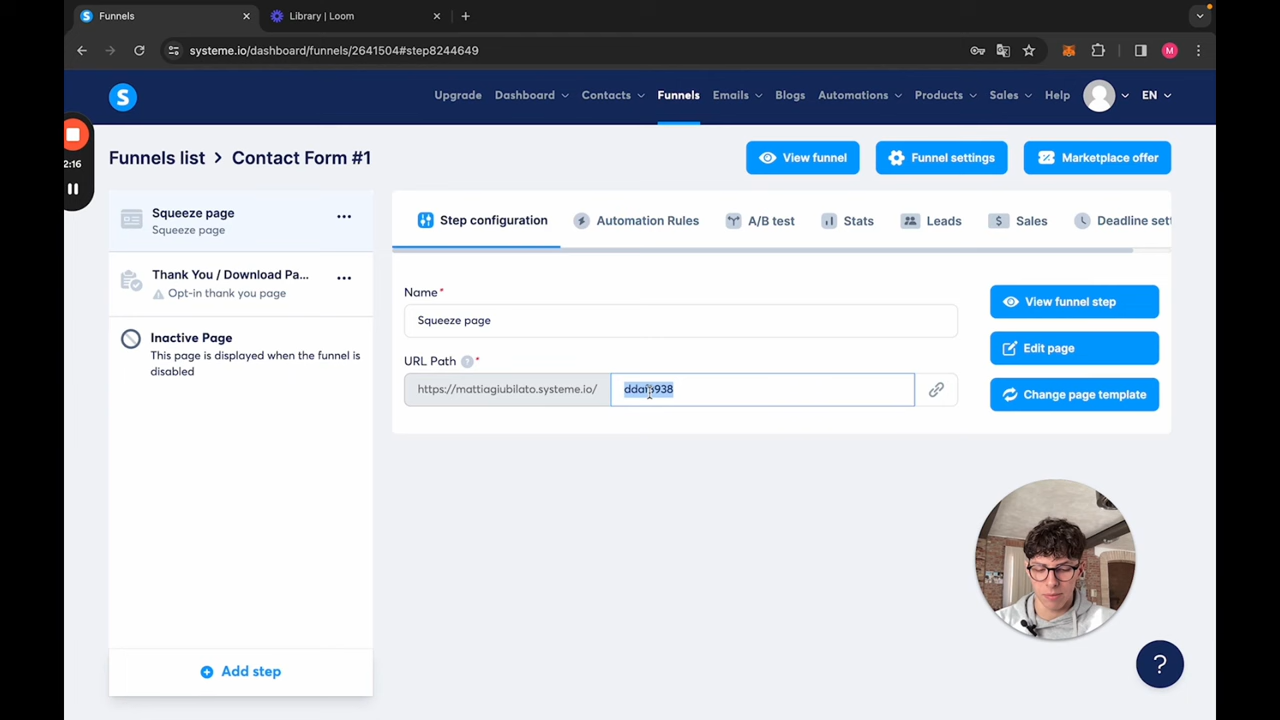 Funnels
Library | Loom
systeme.io/dashboard/funnels/2641504#step8244649
M
S
Upgrade Dashboard Contacts Funnels Emails Blogs Automations Products Sales Help EN
2:16
Funnels list > Contact Form #1
View funnel Funnel settings Marketplace offer
Squeeze page
Squeeze page
Step configuration Automation Rules A/B test Stats Leads Sales Deadline set
Thank You / Download Pa...
Opt-in thank you page
Name*
Squeeze page
View funnel step
Inactive Page
This page is displayed when the funnel is
disabled
URL Path ? *
https://mattiagiubilato.systeme.io/
Edit page
Change page template
Add step
?